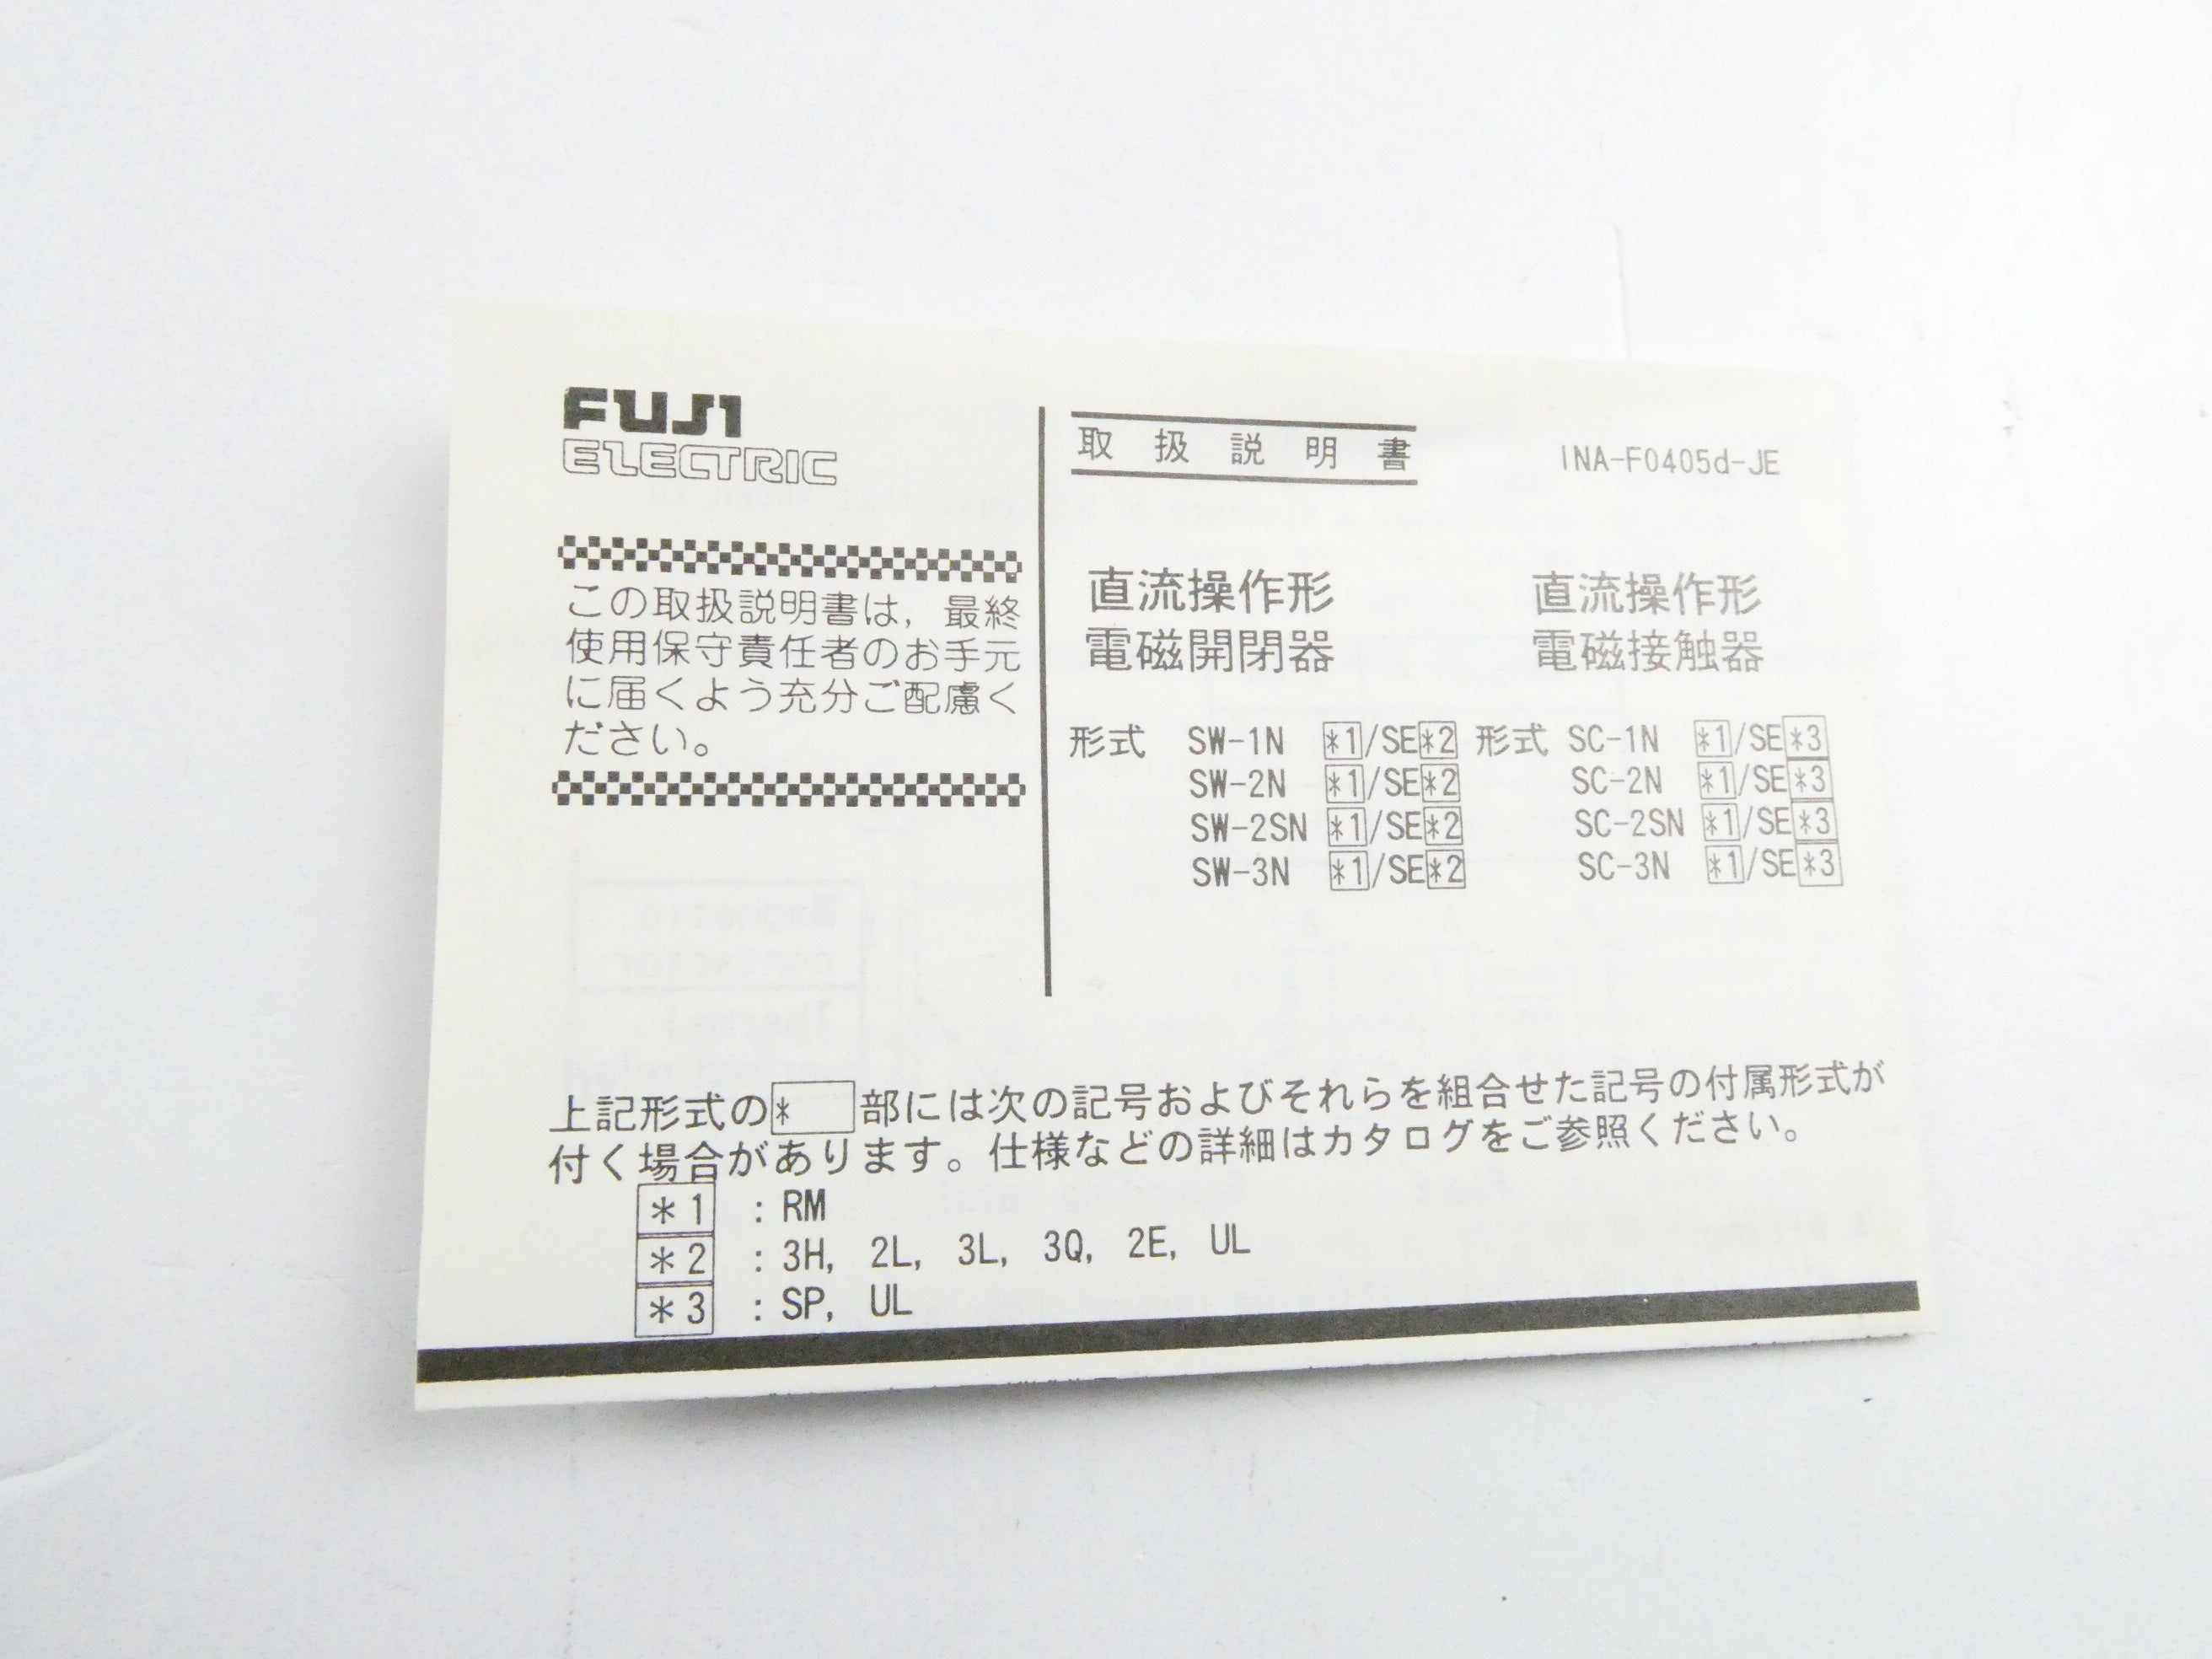 FUJI
ELECTRIC
この取扱説明書は，最終
使用保守責任者のお手元
に届くよう充分ご配慮く
ださい。
取扱説明書
INA-F0405d-JE
直流操作形
電磁開閉器
直流操作形
電磁接触器
形式 SW-1N *1/SE*2 形式 SC-1N *1/SE*3
SW-2N *1/SE*2 SC-2N *1/SE*3
SW-2SN *1/SE*2 SC-2SN *1/SE*3
SW-3N *1/SE*2 SC-3N *1/SE*3
上記形式の* 部には次の記号およびそれらを組合せた記号の付属形式が
付く場合があります。仕様などの詳細はカタログをご参照ください。
*1 : RM
*2 : 3H, 2L, 3L, 3Q, 2E, UL
*3 : SP, UL
Magnetic
contactor
Thermal